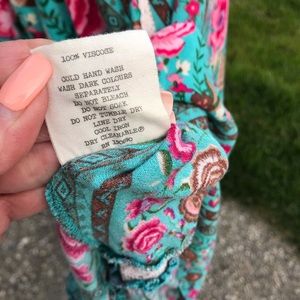 100% VISCOSE
COLD HAND WASH
WASH DARK COLOURS
SEPARATELY
DO NOT BLEACH
DO NOT SOAK
DO NOT TUMBLE DRY
LINE DRY
COOL IRON
DRY CLEANABLE®
RN